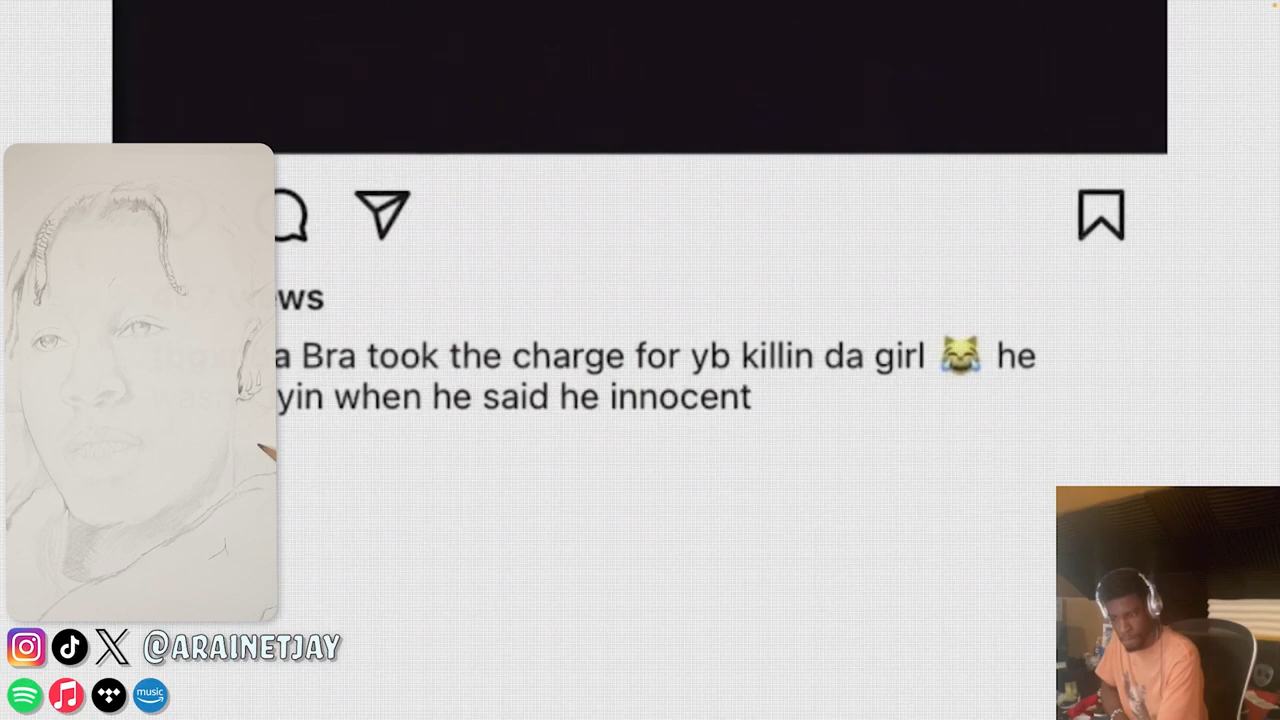 ws
a Bra took the charge for yb killin da girl 😹 he
yin when he said he innocent
@ARAINETJAY
music